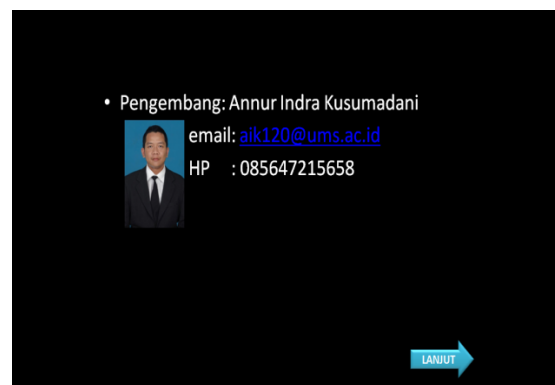 • Pengembang: Annur Indra Kusumadani
email: aik120@ums.ac.id
HP : 085647215658
LANJUT